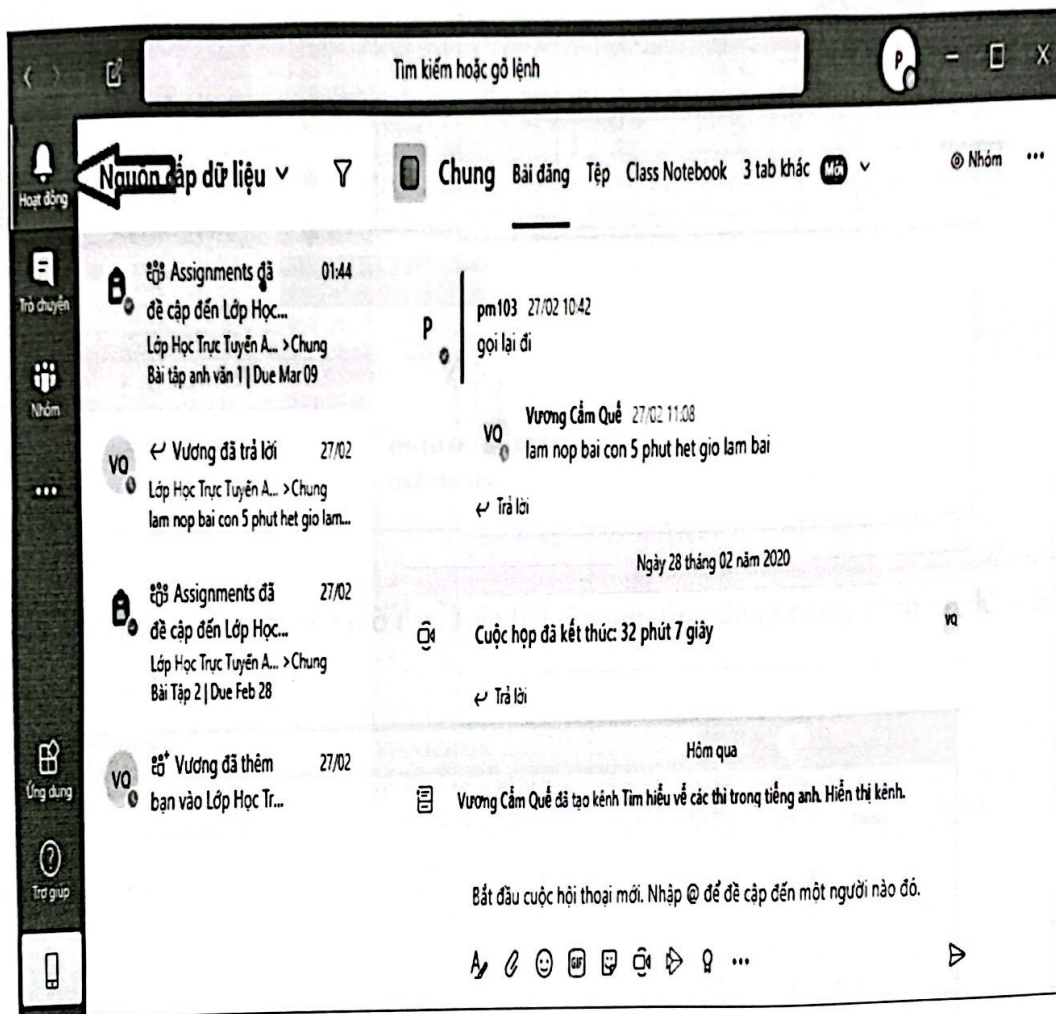 Tìm kiếm hoặc gõ lệnh
P
Hoạt động
Trò chuyện
Nhóm
Ứng dụng
Trợ giúp
Nguồn cấp dữ liệu
Assignments đã 01:44
đề cập đến Lớp Học...
Lớp Học Trực Tuyến A... >Chung
Bài tập anh văn 1 | Due Mar 09
VQ
Vương đã trả lời 27/02
Lớp Học Trực Tuyến A... >Chung
lam nop bai con 5 phut het gio lam...
Assignments đã 27/02
đề cập đến Lớp Học...
Lớp Học Trực Tuyến A... >Chung
Bài Tập 2 | Due Feb 28
VQ
Vương đã thêm 27/02
bạn vào Lớp Học Tr...
Chung Bài đăng Tệp Class Notebook 3 tab khác Mới
Nhóm ...
P
pm103 27/02 10:42
gọi lại đi
VQ
Vương Cẩm Quế 27/02 11:08
lam nop bai con 5 phut het gio lam bai
Trả lời
Ngày 28 tháng 02 năm 2020
Cuộc họp đã kết thúc: 32 phút 7 giây
VQ
Trả lời
Hôm qua
Vương Cẩm Quế đã tạo kênh Tìm hiểu về các thì trong tiếng anh. Hiển thị kênh.
Bắt đầu cuộc hội thoại mới. Nhập @ để đề cập đến một người nào đó.
GIF